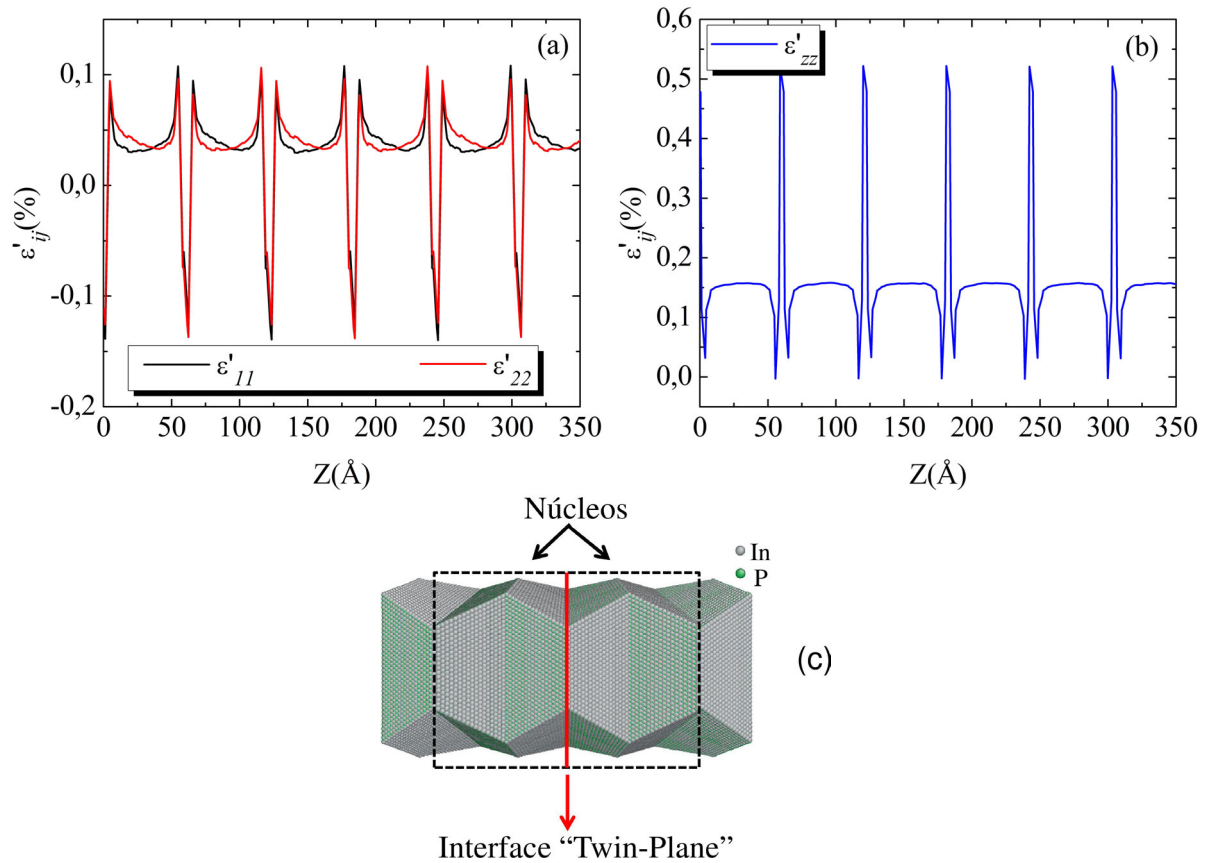 (a)
0,1
0,0
-0,1
-0,2
ε'ij(%)
ε'11
ε'22
0 50 100 150 200 250 300 350
Z(Å)
(b)
ε'zz
0,6
0,5
0,4
0,3
0,2
0,1
0,0
ε'ij(%)
0 50 100 150 200 250 300 350
Z(Å)
Núcleos
In
P
(c)
Interface “Twin-Plane”